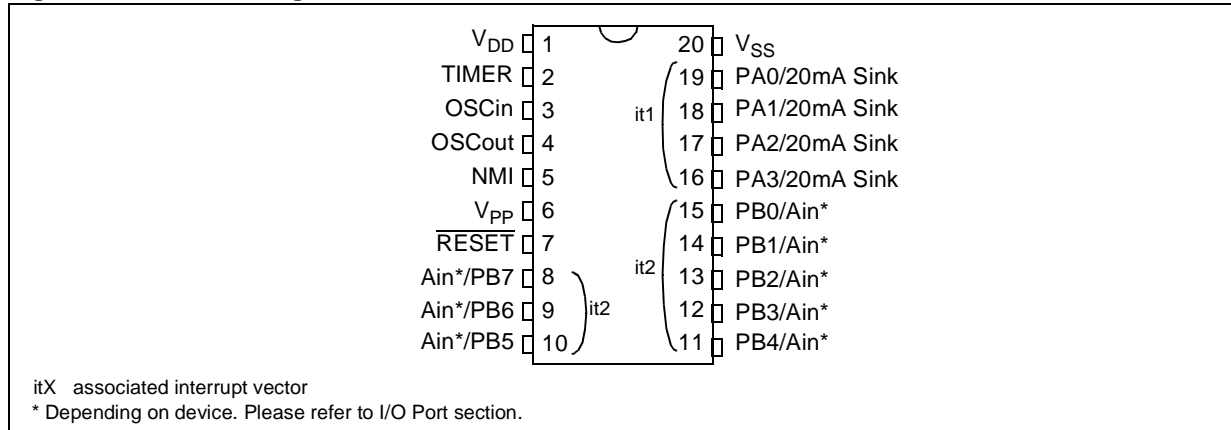 V_DD 1 20 V_SS
TIMER 2 19 PA0/20mA Sink
OSCin 3 it1 18 PA1/20mA Sink
OSCout 4 17 PA2/20mA Sink
NMI 5 16 PA3/20mA Sink
V_PP 6 15 PB0/Ain*
RESET 7 14 PB1/Ain*
Ain*/PB7 8 it2 13 PB2/Ain*
Ain*/PB6 9 it2 12 PB3/Ain*
Ain*/PB5 10 11 PB4/Ain*
itX associated interrupt vector
* Depending on device. Please refer to I/O Port section.